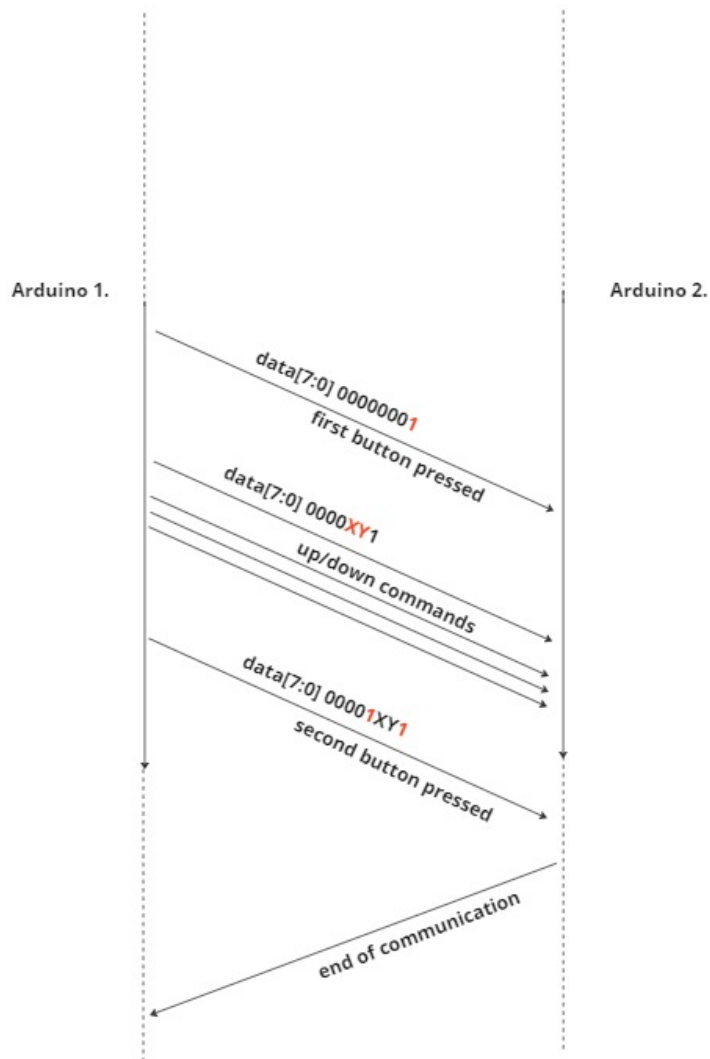 Arduino 1.
Arduino 2.
data[7:0] 00000001
first button pressed
data[7:0] 0000XY1
up/down commands
data[7:0] 00001XY1
second button pressed
end of communication